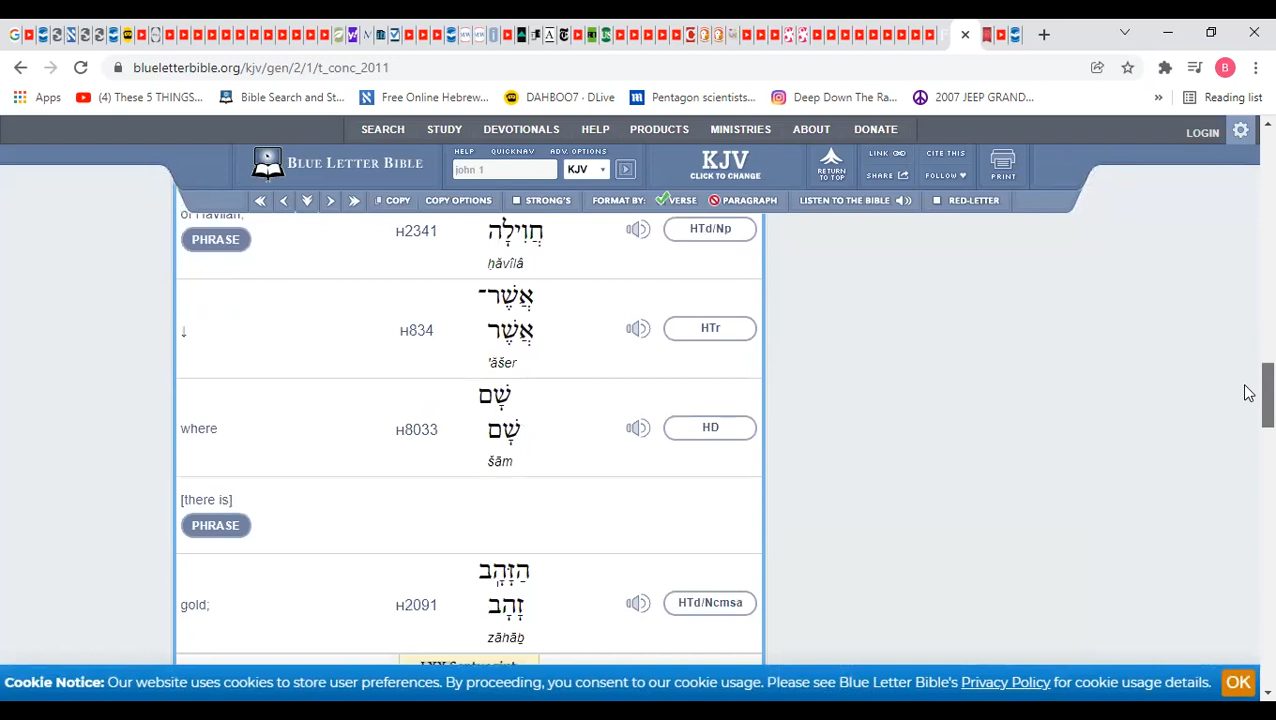 blueletterbible.org/kjv/gen/2/1/t_conc_2011
B
Apps
(4) These 5 THINGS...
Bible Search and St...
Free Online Hebrew...
DAHBOO7 - DLive
Pentagon scientists...
Deep Down The Ra...
2007 JEEP GRAND...
»
Reading list
SEARCH STUDY DEVOTIONALS HELP PRODUCTS MINISTRIES ABOUT DONATE
LOGIN
BLUE LETTER BIBLE
HELP QUICKNAV ADV. OPTIONS
john 1
KJV
KJV
CLICK TO CHANGE
RETURN
TO TOP
LINK
CITE THIS
SHARE
FOLLOW
PRINT
COPY COPY OPTIONS STRONG'S FORMAT BY: VERSE PARAGRAPH LISTEN TO THE BIBLE RED-LETTER
of Havilah;
PHRASE
H2341
חֲוִילָה
ḥăvîlâ
HTd/Np
↓
H834
אֲשֶׁר־
אֲשֶׁר
'ăšer
HTr
where
H8033
שָׁם
שָׁם
šām
HD
[there is]
PHRASE
gold;
H2091
הַזָּהָֽב
זָהָב
zāhāḇ
HTd/Ncmsa
LXX Septuagint
Cookie Notice: Our website uses cookies to store user preferences. By proceeding, you consent to our cookie usage. Please see Blue Letter Bible's Privacy Policy for cookie usage details.
OK